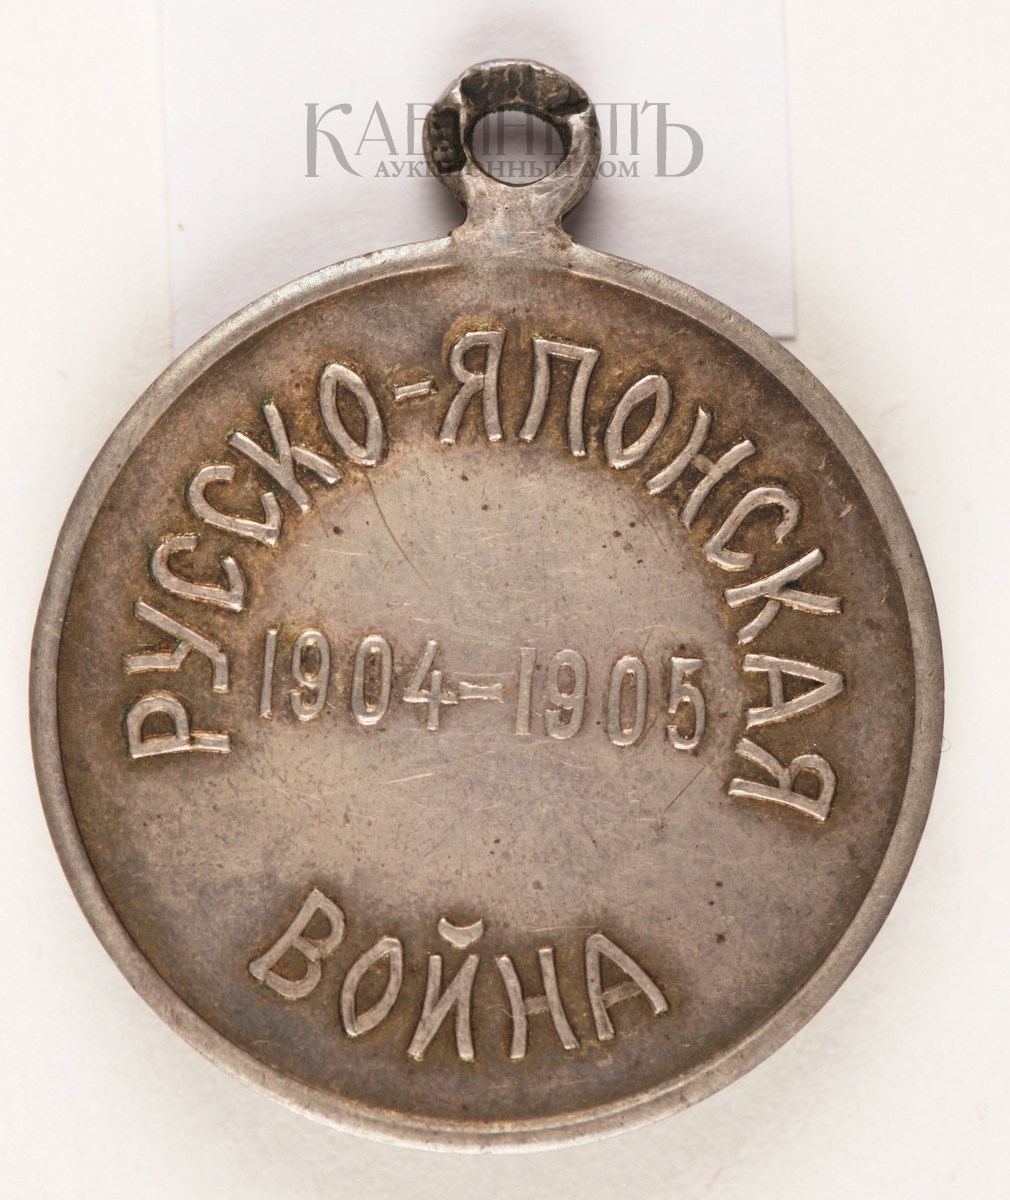 КАБИНЕТЪ
АУКЦИОННЫЙ ДОМ
РУССКО-ЯПОНСКАЯ
1904-1905
ВОЙНА